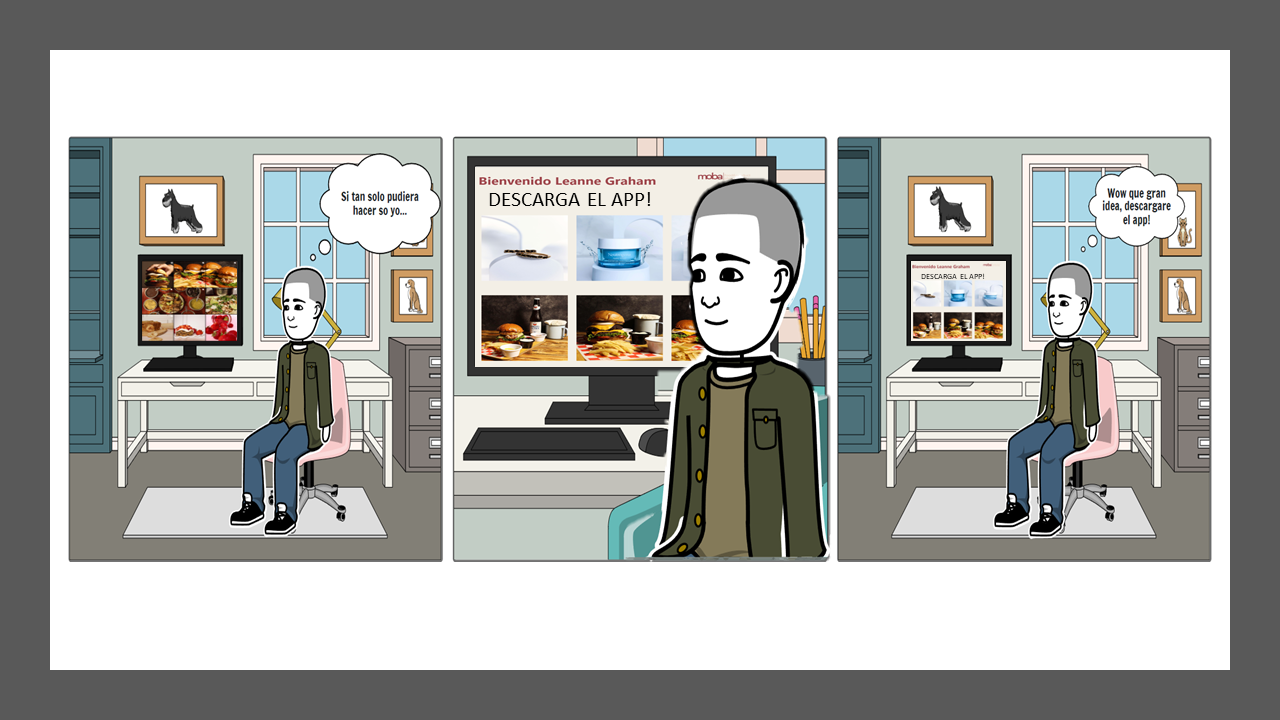 Si tan solo pudiera
hacer so yo...
Bienvenido Leanne Graham
moba
DESCARGA EL APP!
Wow que gran
idea, descargare
el app!
Bienvenido Leanne Graham
DESCARGA EL APP!